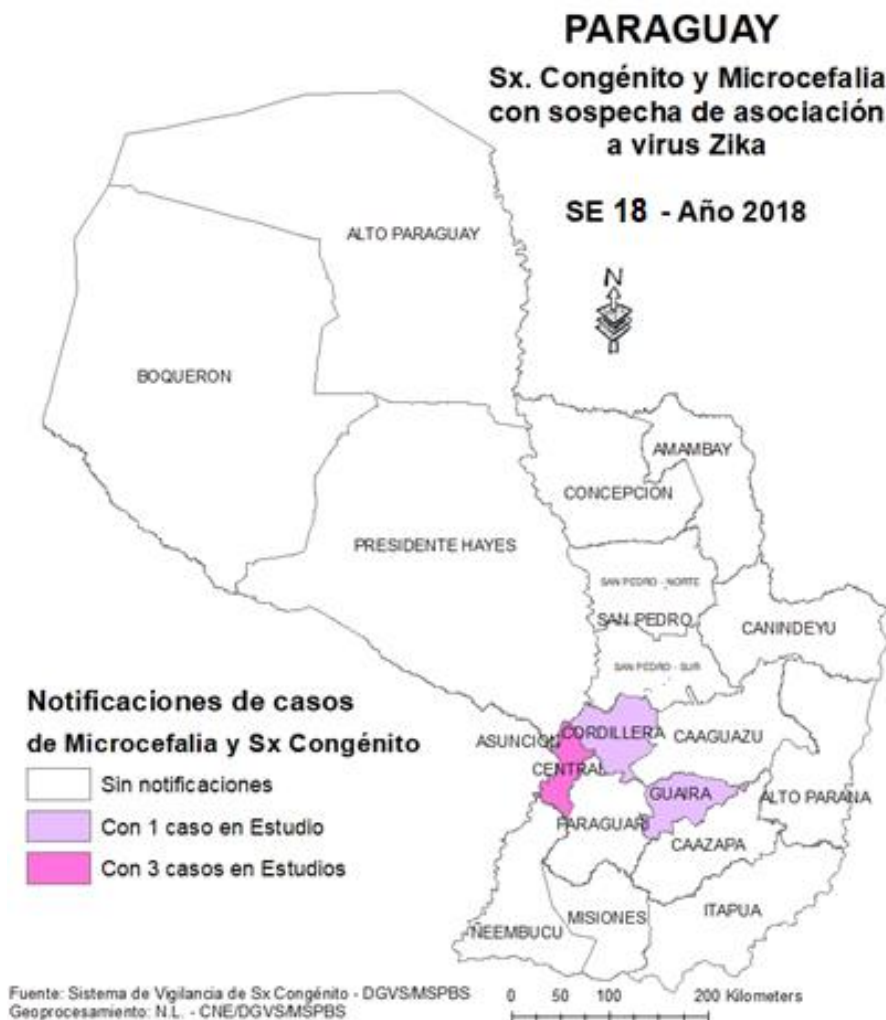 PARAGUAY
Sx. Congénito y Microcefalia
con sospecha de asociación
a virus Zika
SE 18 - Año 2018
N
ALTO PARAGUAY
BOQUERON
AMAMBAY
CONCEPCION
PRESIDENTE HAYES
SAN PEDRO - NORTE
SAN PEDRO
CANINDEYU
SAN PEDRO - SUR
Notificaciones de casos
de Microcefalia y Sx Congénito
Sin notificaciones
Con 1 caso en Estudio
Con 3 casos en Estudios
ASUNCION
CORDILLERA
CAAGUAZU
CENTRAL
GUAIRA
ALTO PARANA
PARAGUARI
CAAZAPA
ITAPUA
MISIONES
ÑEEMBUCU
Fuente: Sistema de Vigilancia de Sx Congénito - DGVS/MSPBS
Geoprocesamiento: N.L. - CNE/DGVS/MSPBS
0 50 100 200 Kilometers